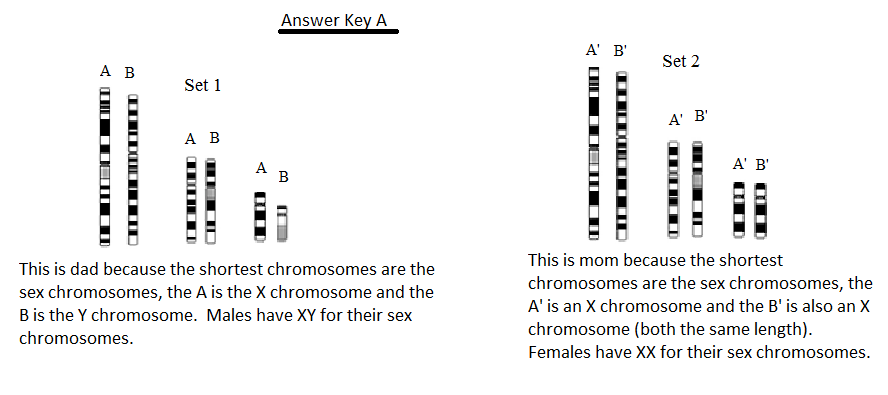 Answer Key A
A B
Set 1
A B
A
B
This is dad because the shortest chromosomes are the
sex chromosomes, the A is the X chromosome and the
B is the Y chromosome.  Males have XY for their sex
chromosomes.
A' B'
Set 2
A' B'
A' B'
This is mom because the shortest
chromosomes are the sex chromosomes, the
A' is an X chromosome and the B' is also an X
chromosome (both the same length).
Females have XX for their sex chromosomes.